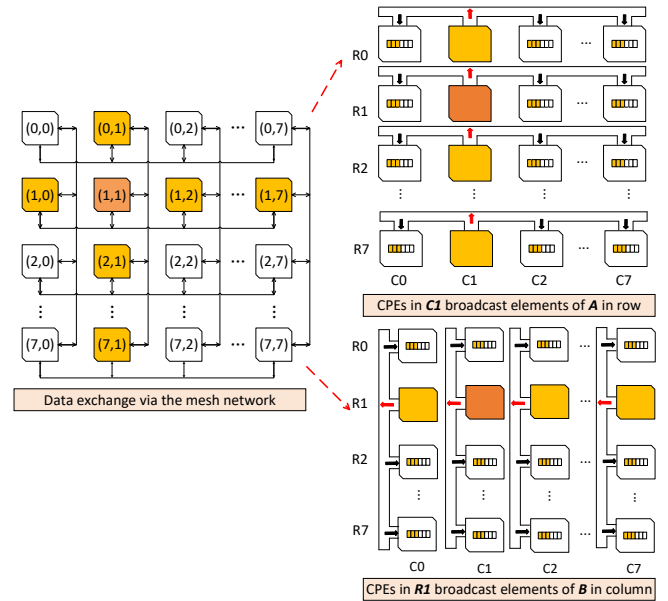 (0,0) (0,1) (0,2) ... (0,7)
(1,0) (1,1) (1,2) ... (1,7)
(2,0) (2,1) (2,2) ... (2,7)
... ... ... ...
(7,0) (7,1) (7,2) ... (7,7)
Data exchange via the mesh network
R0 ...
R1 ...
R2 ...
... ... ... ...
R7 ...
C0 C1 C2 C7
CPEs in C1 broadcast elements of A in row
R0 ...
R1 ...
R2 ...
... ... ... ...
R7 ...
C0 C1 C2 C7
CPEs in R1 broadcast elements of B in column